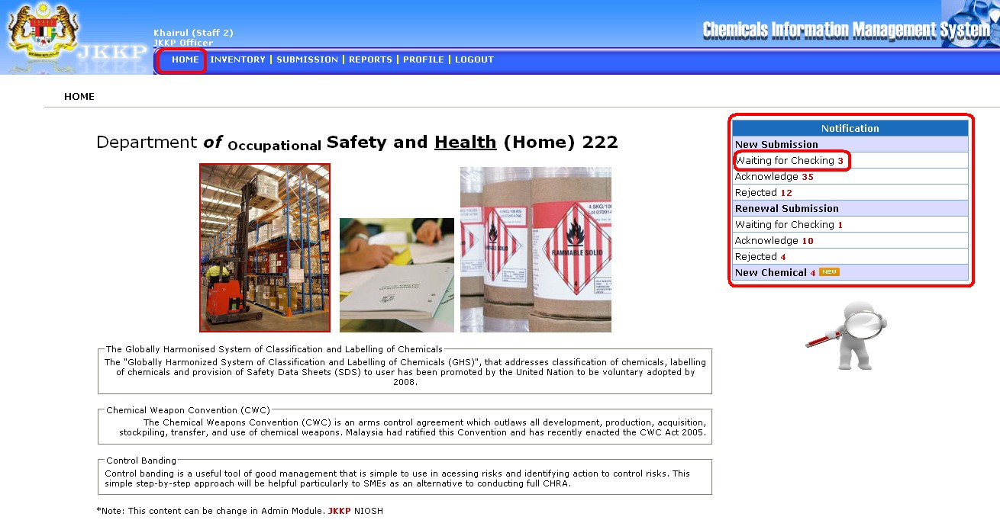 JKKP
Khairul (Staff 2)
JKKP Officer
Chemicals Information Management System
HOME INVENTORY | SUBMISSION | REPORTS | PROFILE | LOGOUT
HOME
Department of Occupational Safety and Health (Home) 222
FLAMMABLE SOLID
4
Notification
New Submission
Waiting for Checking 3
Acknowledge 35
Rejected 12
Renewal Submission
Waiting for Checking 1
Acknowledge 10
Rejected 4
New Chemical 4 NEW
The Globally Harmonised System of Classification and Labelling of Chemicals
The "Globally Harmonized System of Classification and Labelling of Chemicals (GHS)", that addresses classification of chemicals, labelling
of chemicals and provision of Safety Data Sheets (SDS) to user has been promoted by the United Nation to be voluntary adopted by
2008.
Chemical Weapon Convention (CWC)
The Chemical Weapons Convention (CWC) is an arms control agreement which outlaws all development, production, acquisition,
stockpiling, transfer, and use of chemical weapons. Malaysia had ratified this Convention and has recently enacted the CWC Act 2005.
Control Banding
Control banding is a useful tool of good management that is simple to use in acessing risks and identifying action to control risks. This
simple step-by-step approach will be helpful particularly to SMEs as an alternative to conducting full CHRA.
*Note: This content can be change in Admin Module. JKKP NIOSH